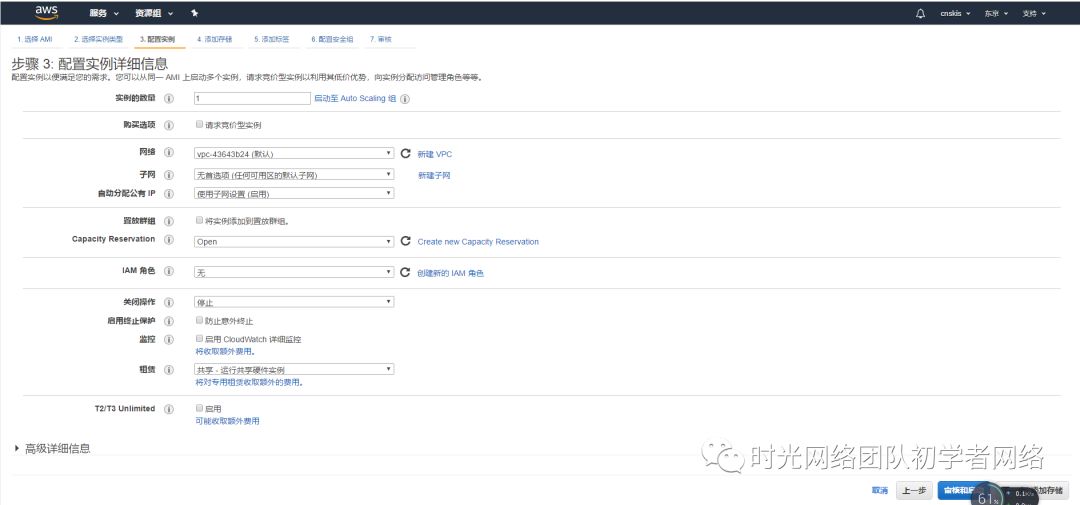 aws 服务 资源组 cnskis 东京 支持
1. 选择 AMI 2. 选择实例类型 3. 配置实例 4. 添加存储 5. 添加标签 6. 配置安全组 7. 审核
步骤 3: 配置实例详细信息
配置实例以便满足您的需求。您可以从同一 AMI 上启动多个实例，请求竞价型实例以利用其低价优势，向实例分配访问管理角色等等。
实例的数量 1 启动至 Auto Scaling 组
购买选项 请求竞价型实例
网络 vpc-43643b24 (默认) 新建 VPC
子网 无首选项 (任何可用区的默认子网) 新建子网
自动分配公有 IP 使用子网设置 (启用)
置放群组 将实例添加到置放群组。
Capacity Reservation Open Create new Capacity Reservation
IAM 角色 无 创建新的 IAM 角色
关闭操作 停止
启用终止保护 防止意外终止
监控 启用 CloudWatch 详细监控
将收取额外费用。
租赁 共享 - 运行共享硬件实例
将对专用租赁收取额外的费用。
T2/T3 Unlimited 启用
可能收取额外费用
高级详细信息
时光网络团队初学者网络
取消 上一步 审核和 添加存储
61% 0.1K/s